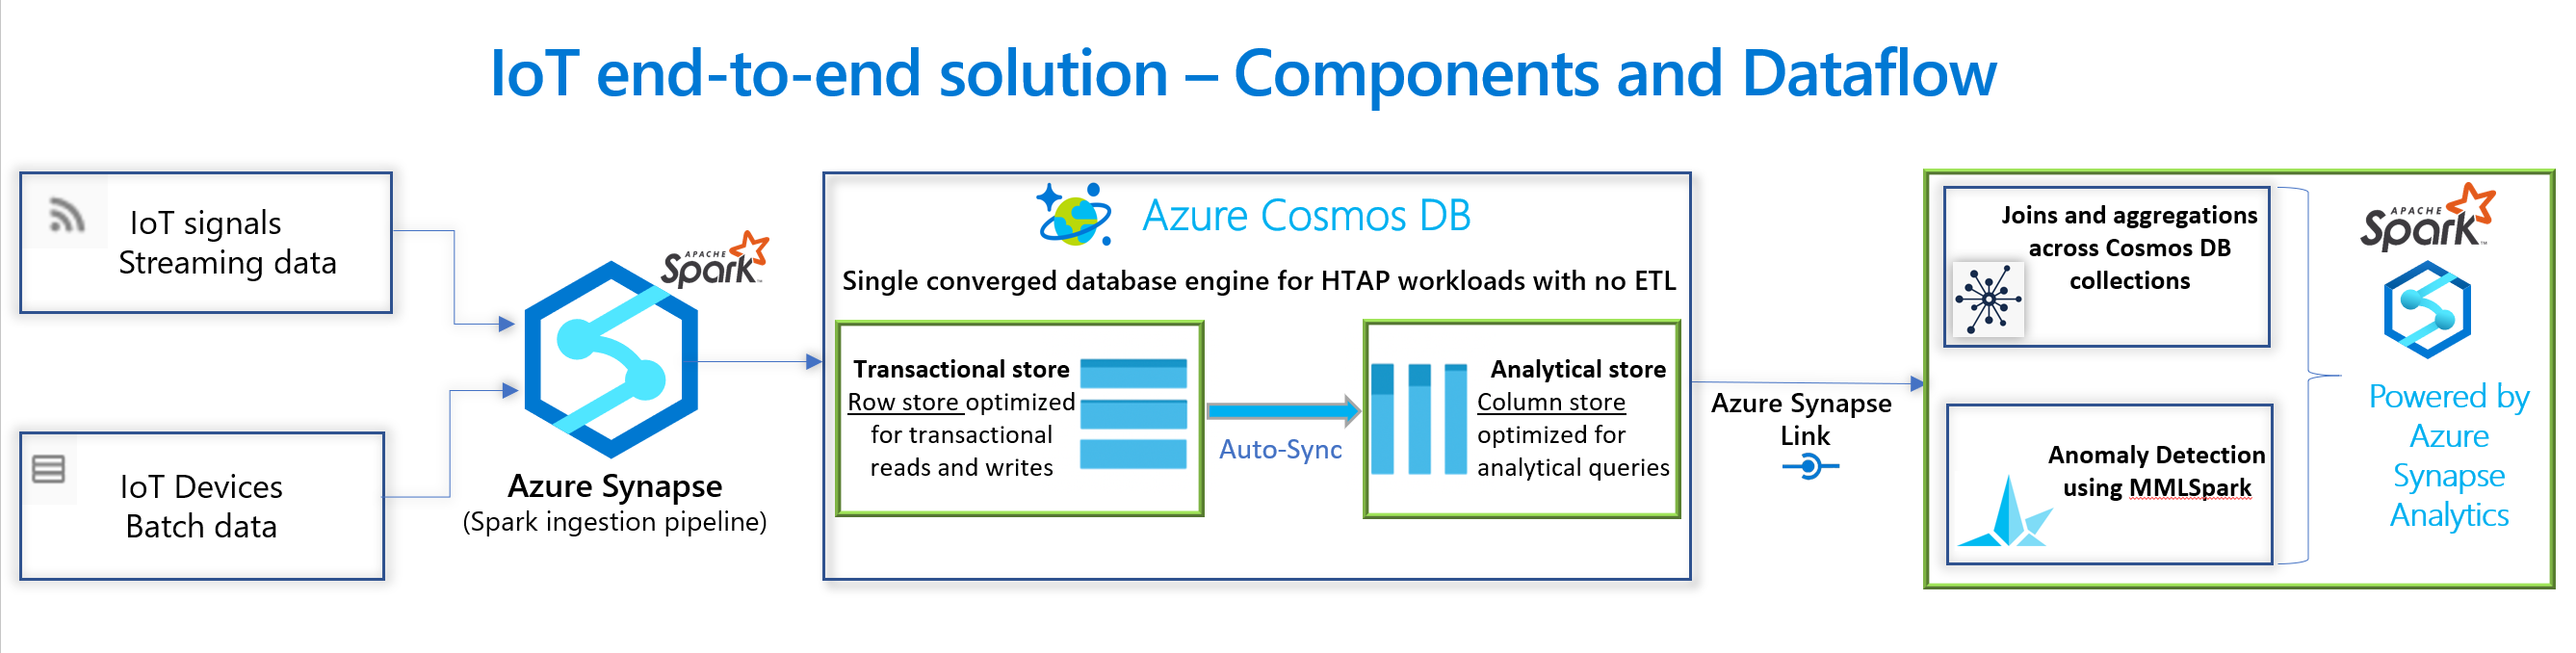 IoT end-to-end solution – Components and Dataflow
IoT signals
Streaming data
IoT Devices
Batch data
APACHE
Spark™
Azure Synapse
(Spark ingestion pipeline)
Azure Cosmos DB
Single converged database engine for HTAP workloads with no ETL
Transactional store
Row store optimized
for transactional
reads and writes
Auto-Sync
Analytical store
Column store
optimized for
analytical queries
Azure Synapse
Link
Joins and aggregations
across Cosmos DB
collections
Anomaly Detection
using MMLSpark
APACHE
Spark™
Powered by
Azure
Synapse
Analytics